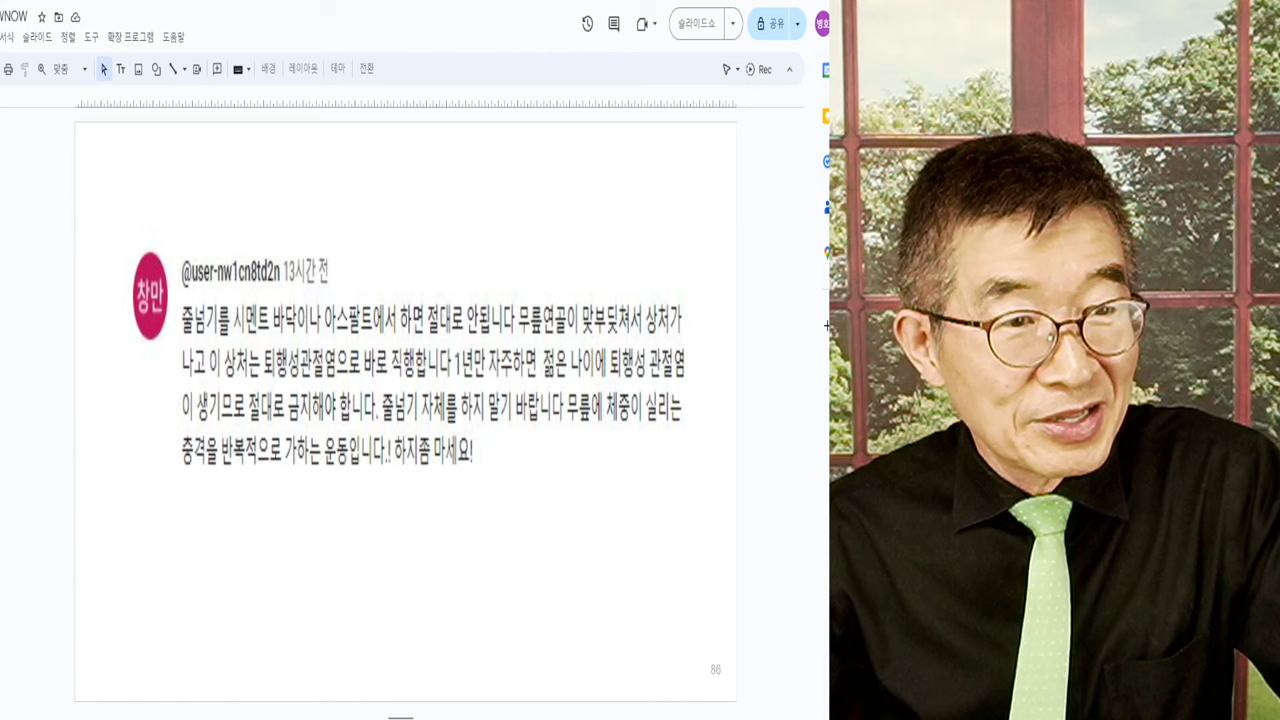 WNOW
서식 슬라이드 정렬 도구 확장 프로그램 도움말
슬라이드쇼
공유
병호
맞춤
Tr
배경 레이아웃 테마 전환
Rec
창만
@user-nw1cn8td2n 13시간 전
줄넘기를 시멘트 바닥이나 아스팔트에서 하면 절대로 안됩니다 무릎연골이 맞부딪쳐서 상처가
나고 이 상처는 퇴행성관절염으로 바로 직행합니다 1년만 자주하면 젊은 나이에 퇴행성 관절염
이 생기므로 절대로 금지해야 합니다. 줄넘기 자체를 하지 말기 바랍니다 무릎에 체중이 실리는
충격을 반복적으로 가하는 운동입니다.! 하지좀 마세요!
86